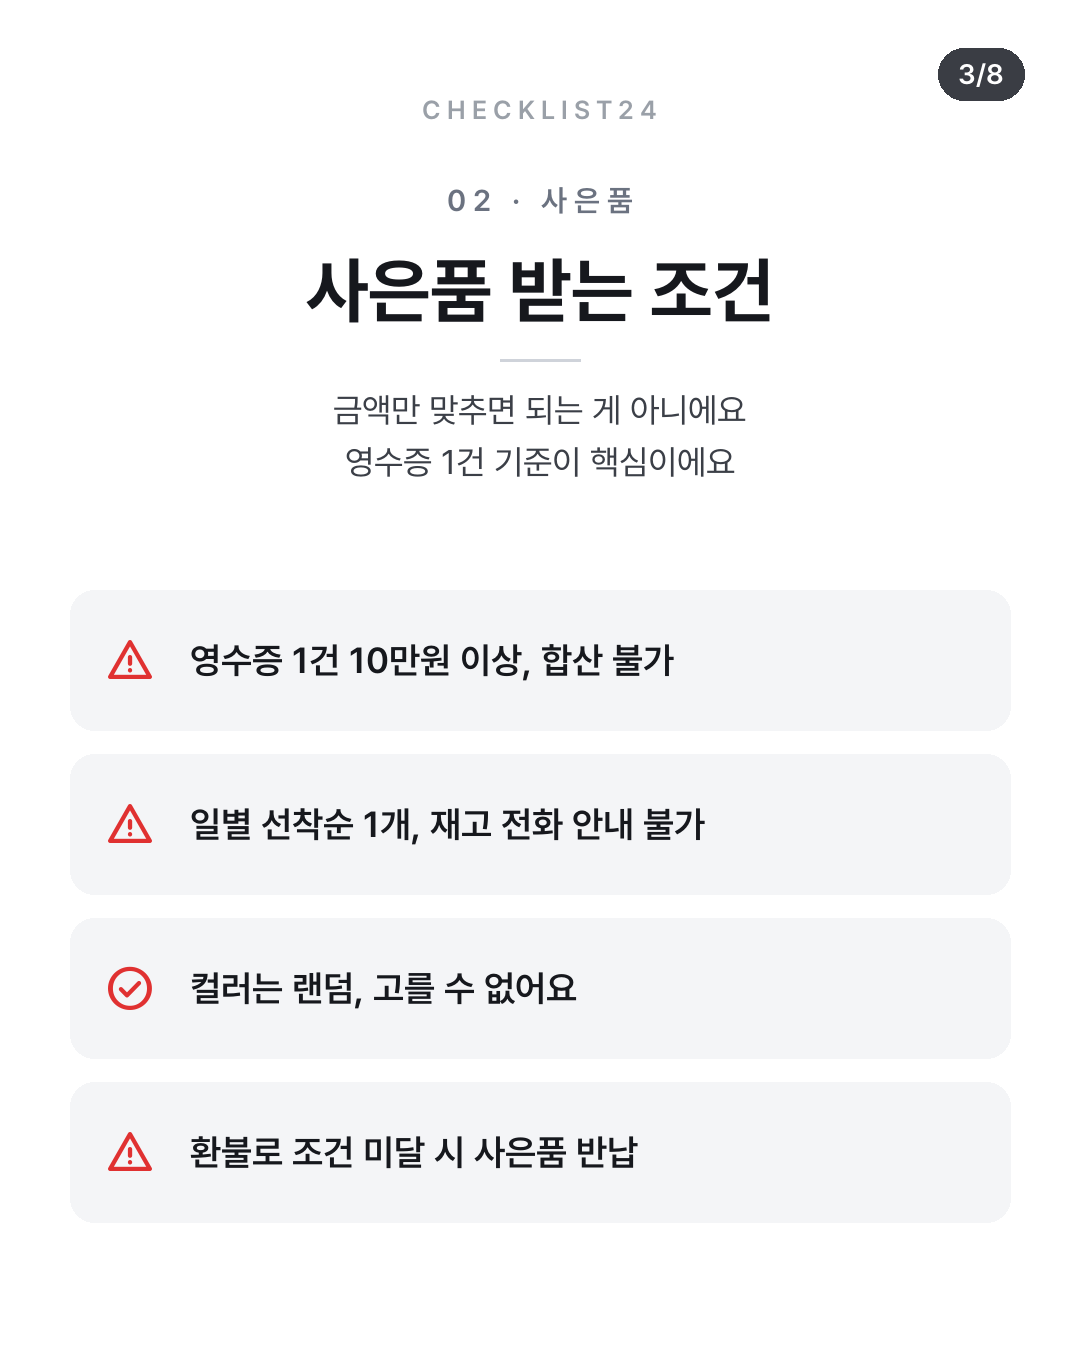 3/8
CHECKLIST24
02 · 사은품
사은품 받는 조건
금액만 맞추면 되는 게 아니에요
영수증 1건 기준이 핵심이에요
영수증 1건 10만원 이상, 합산 불가
일별 선착순 1개, 재고 전화 안내 불가
컬러는 랜덤, 고를 수 없어요
환불로 조건 미달 시 사은품 반납